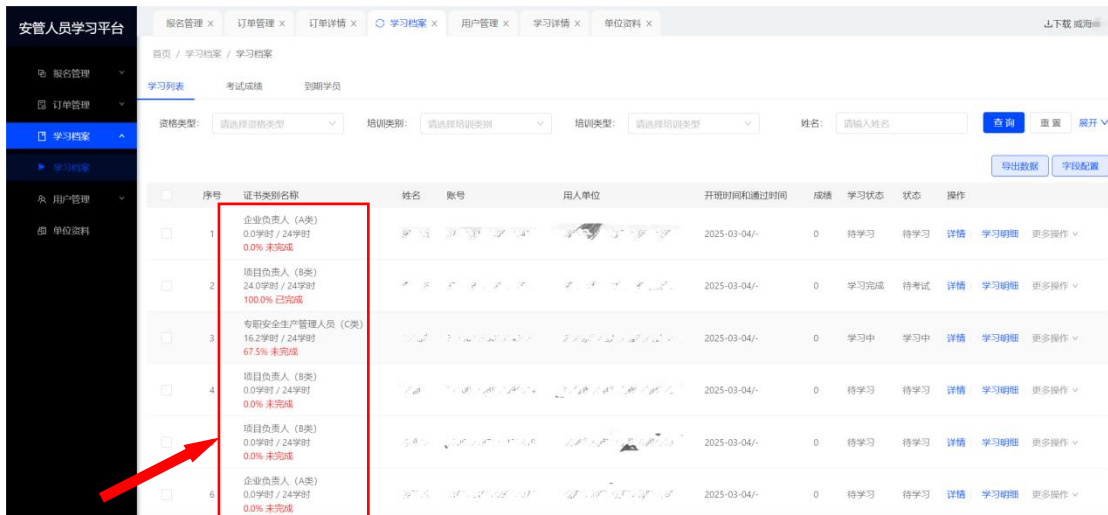 安管人员学习平台
报名管理 × 订单管理 × 订单详情 × 学习档案 × 用户管理 × 学习详情 × 单位资料 × 下载 威海
首页 / 学习档案 / 学习档案
报名管理
订单管理
学习档案
学习档案
用户管理
单位资料
学习列表 考试成绩 到期学员
资格类型: 请选择资格类型 培训类别: 请选择培训类别 培训类型: 请选择培训类型 姓名: 请输入姓名 查询 重置 展开
导出数据 字段配置
序号 证书类别名称 姓名 账号 用人单位 开班时间和通过时间 成绩 学习状态 状态 操作
企业负责人（A类）
1 0.0学时 / 24学时 2025-03-04/- 0 待学习 待学习 详情 学习明细 更多操作
0.0% 未完成
项目负责人（B类）
2 24.0学时 / 24学时 2025-03-04/- 0 学习完成 待考试 详情 学习明细 更多操作
100.0% 已完成
专职安全生产管理人员（C类）
3 16.2学时 / 24学时 2025-03-04/- 0 学习中 学习中 详情 学习明细 更多操作
67.5% 未完成
项目负责人（B类）
4 0.0学时 / 24学时 2025-03-04/- 0 待学习 待学习 详情 学习明细 更多操作
0.0% 未完成
项目负责人（B类）
0.0学时 / 24学时 2025-03-04/- 0 待学习 待学习 详情 学习明细 更多操作
0.0% 未完成
企业负责人（A类）
6 0.0学时 / 24学时 2025-03-04/- 0 待学习 待学习 详情 学习明细 更多操作
0.0% 未完成